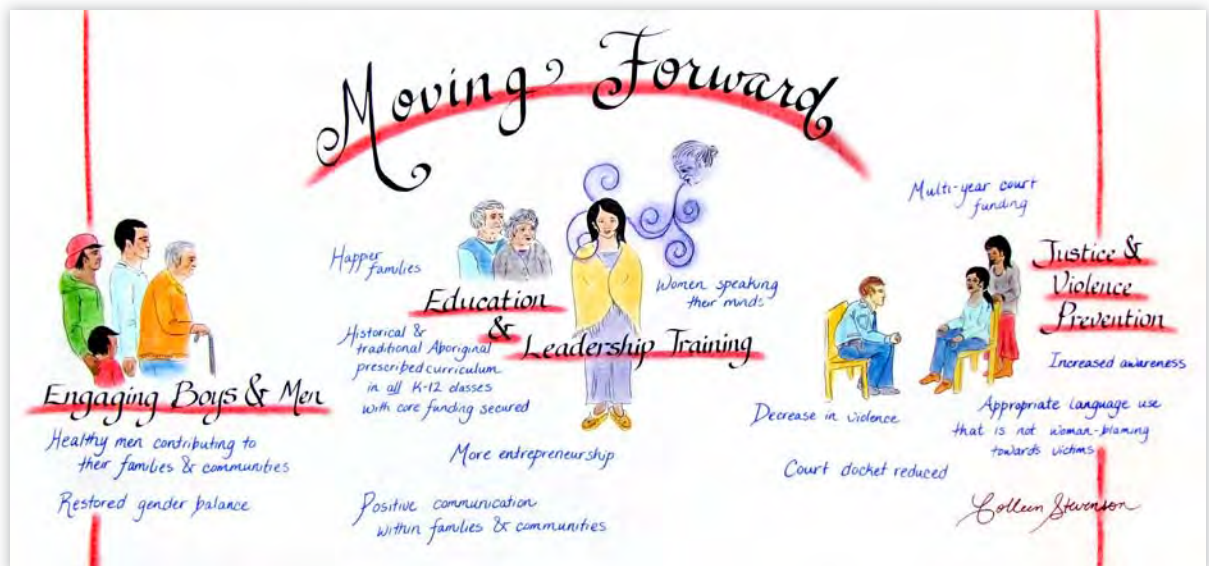 Moving Forward
Engaging Boys & Men
Healthy men contributing to
their families & communities
Restored gender balance
Happer
families
Education
&
Leadership Training
Women speaking
their minds
Historical &
traditional Aboriginal
prescribed curriculum
in all K-12 classes
with core funding secured
More entrepreneurship
Positive communication
within families & communities
Multi-year court
funding
Justice &
Violence
Prevention
Increased awareness
Decrease in violence
Appropriate language use
that is not woman-blaming
towards victims
Court docket reduced
Colleen Stevenson